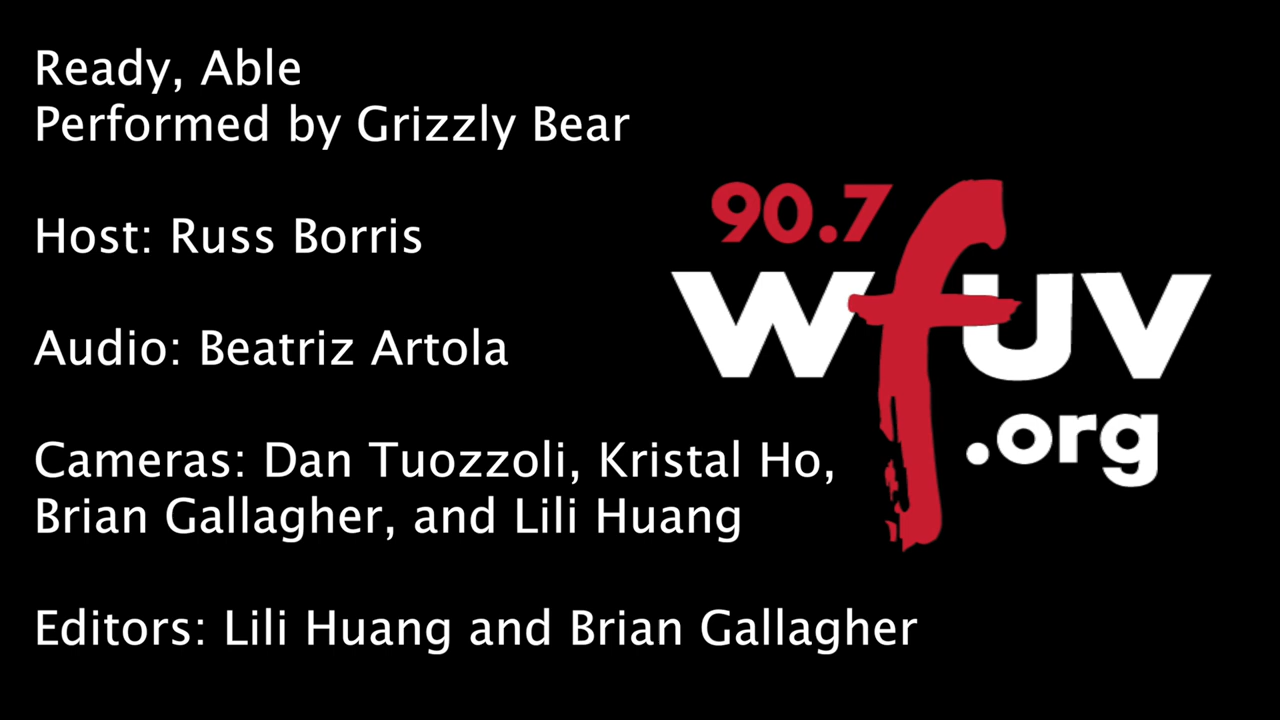 Ready, Able
Performed by Grizzly Bear
Host: Russ Borris
Audio: Beatriz Artola
Cameras: Dan Tuozzoli, Kristal Ho,
Brian Gallagher, and Lili Huang
Editors: Lili Huang and Brian Gallagher
90.7
wfuv
.org